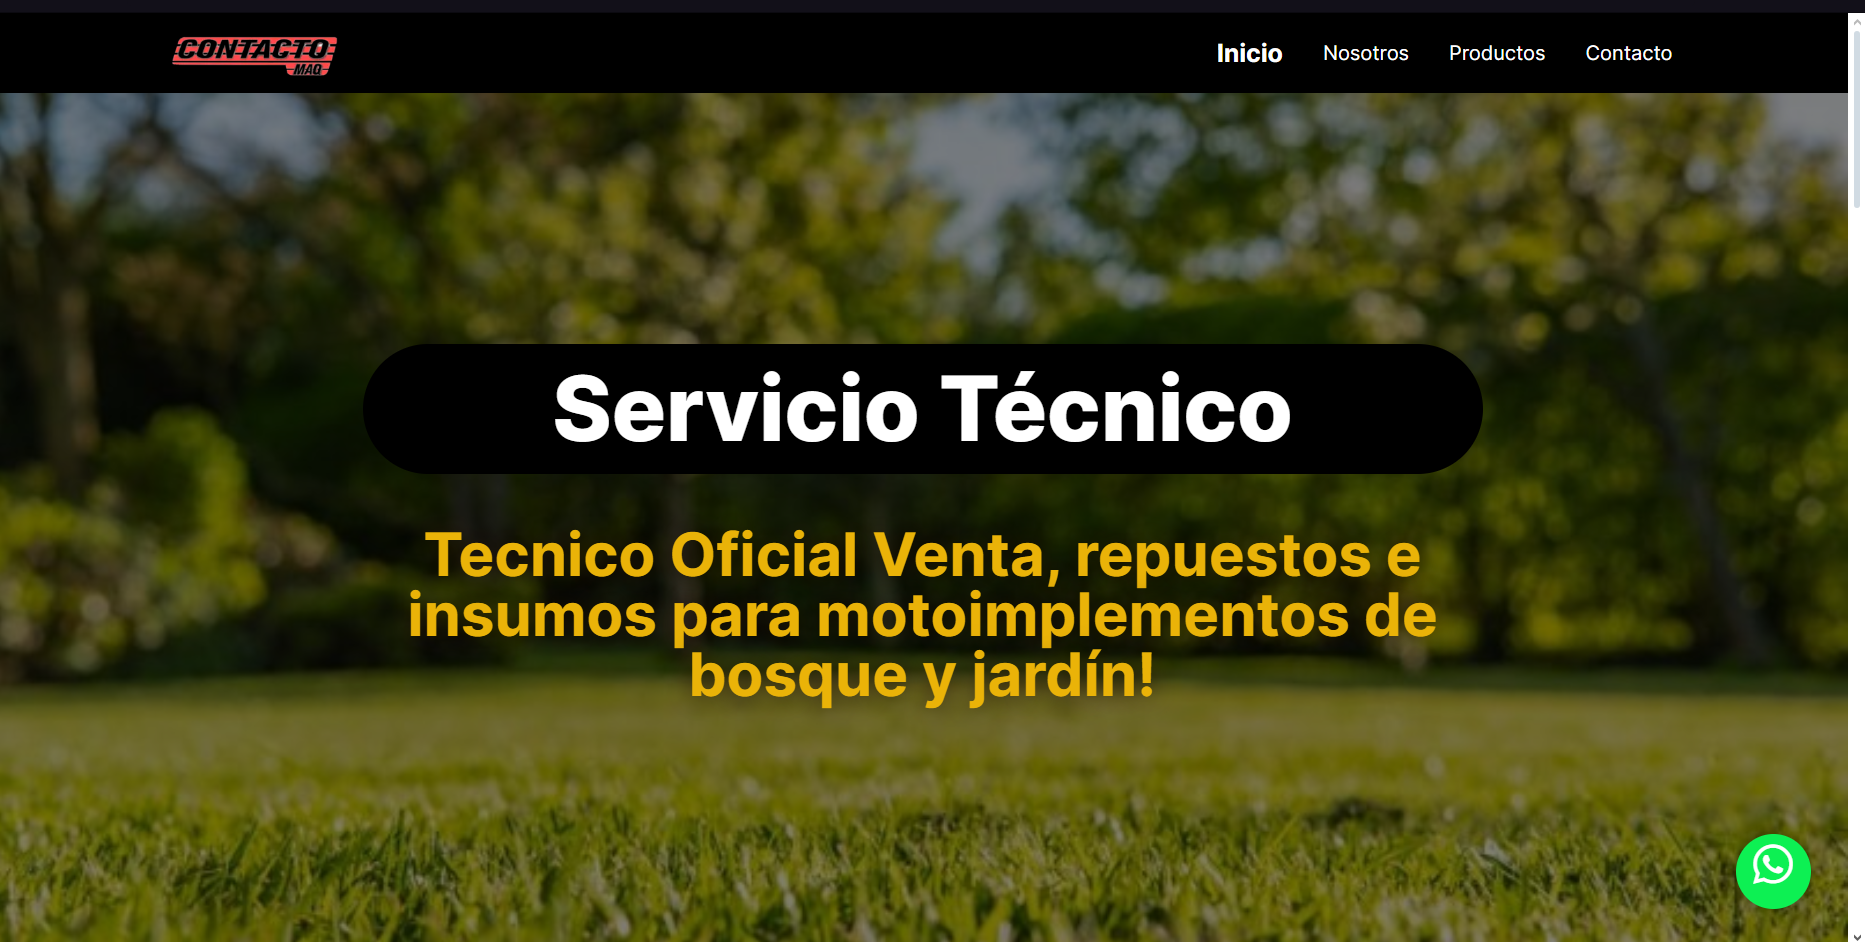 CONTACTO
MAQ
Inicio
Nosotros
Productos
Contacto
Servicio Técnico
Tecnico Oficial Venta, repuestos e
insumos para motoimplementos de
bosque y jardín!